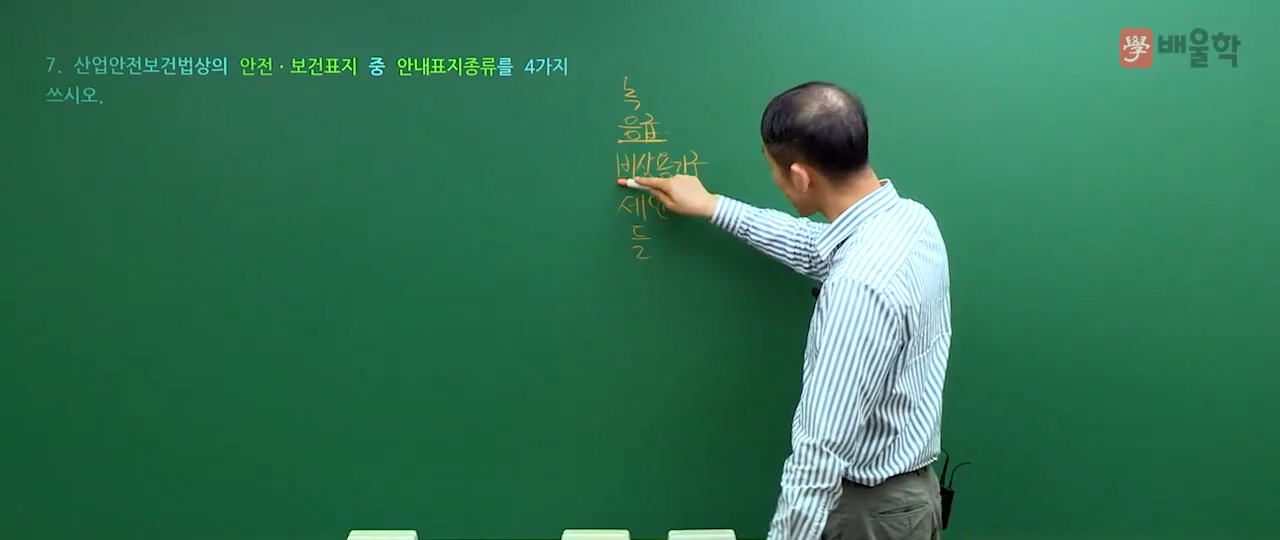 7. 산업안전보건법상의 안전·보건표지 중 안내표지종류를 4가지
쓰시오.
學 배울학
녹
응급
비상용기구
세안
들